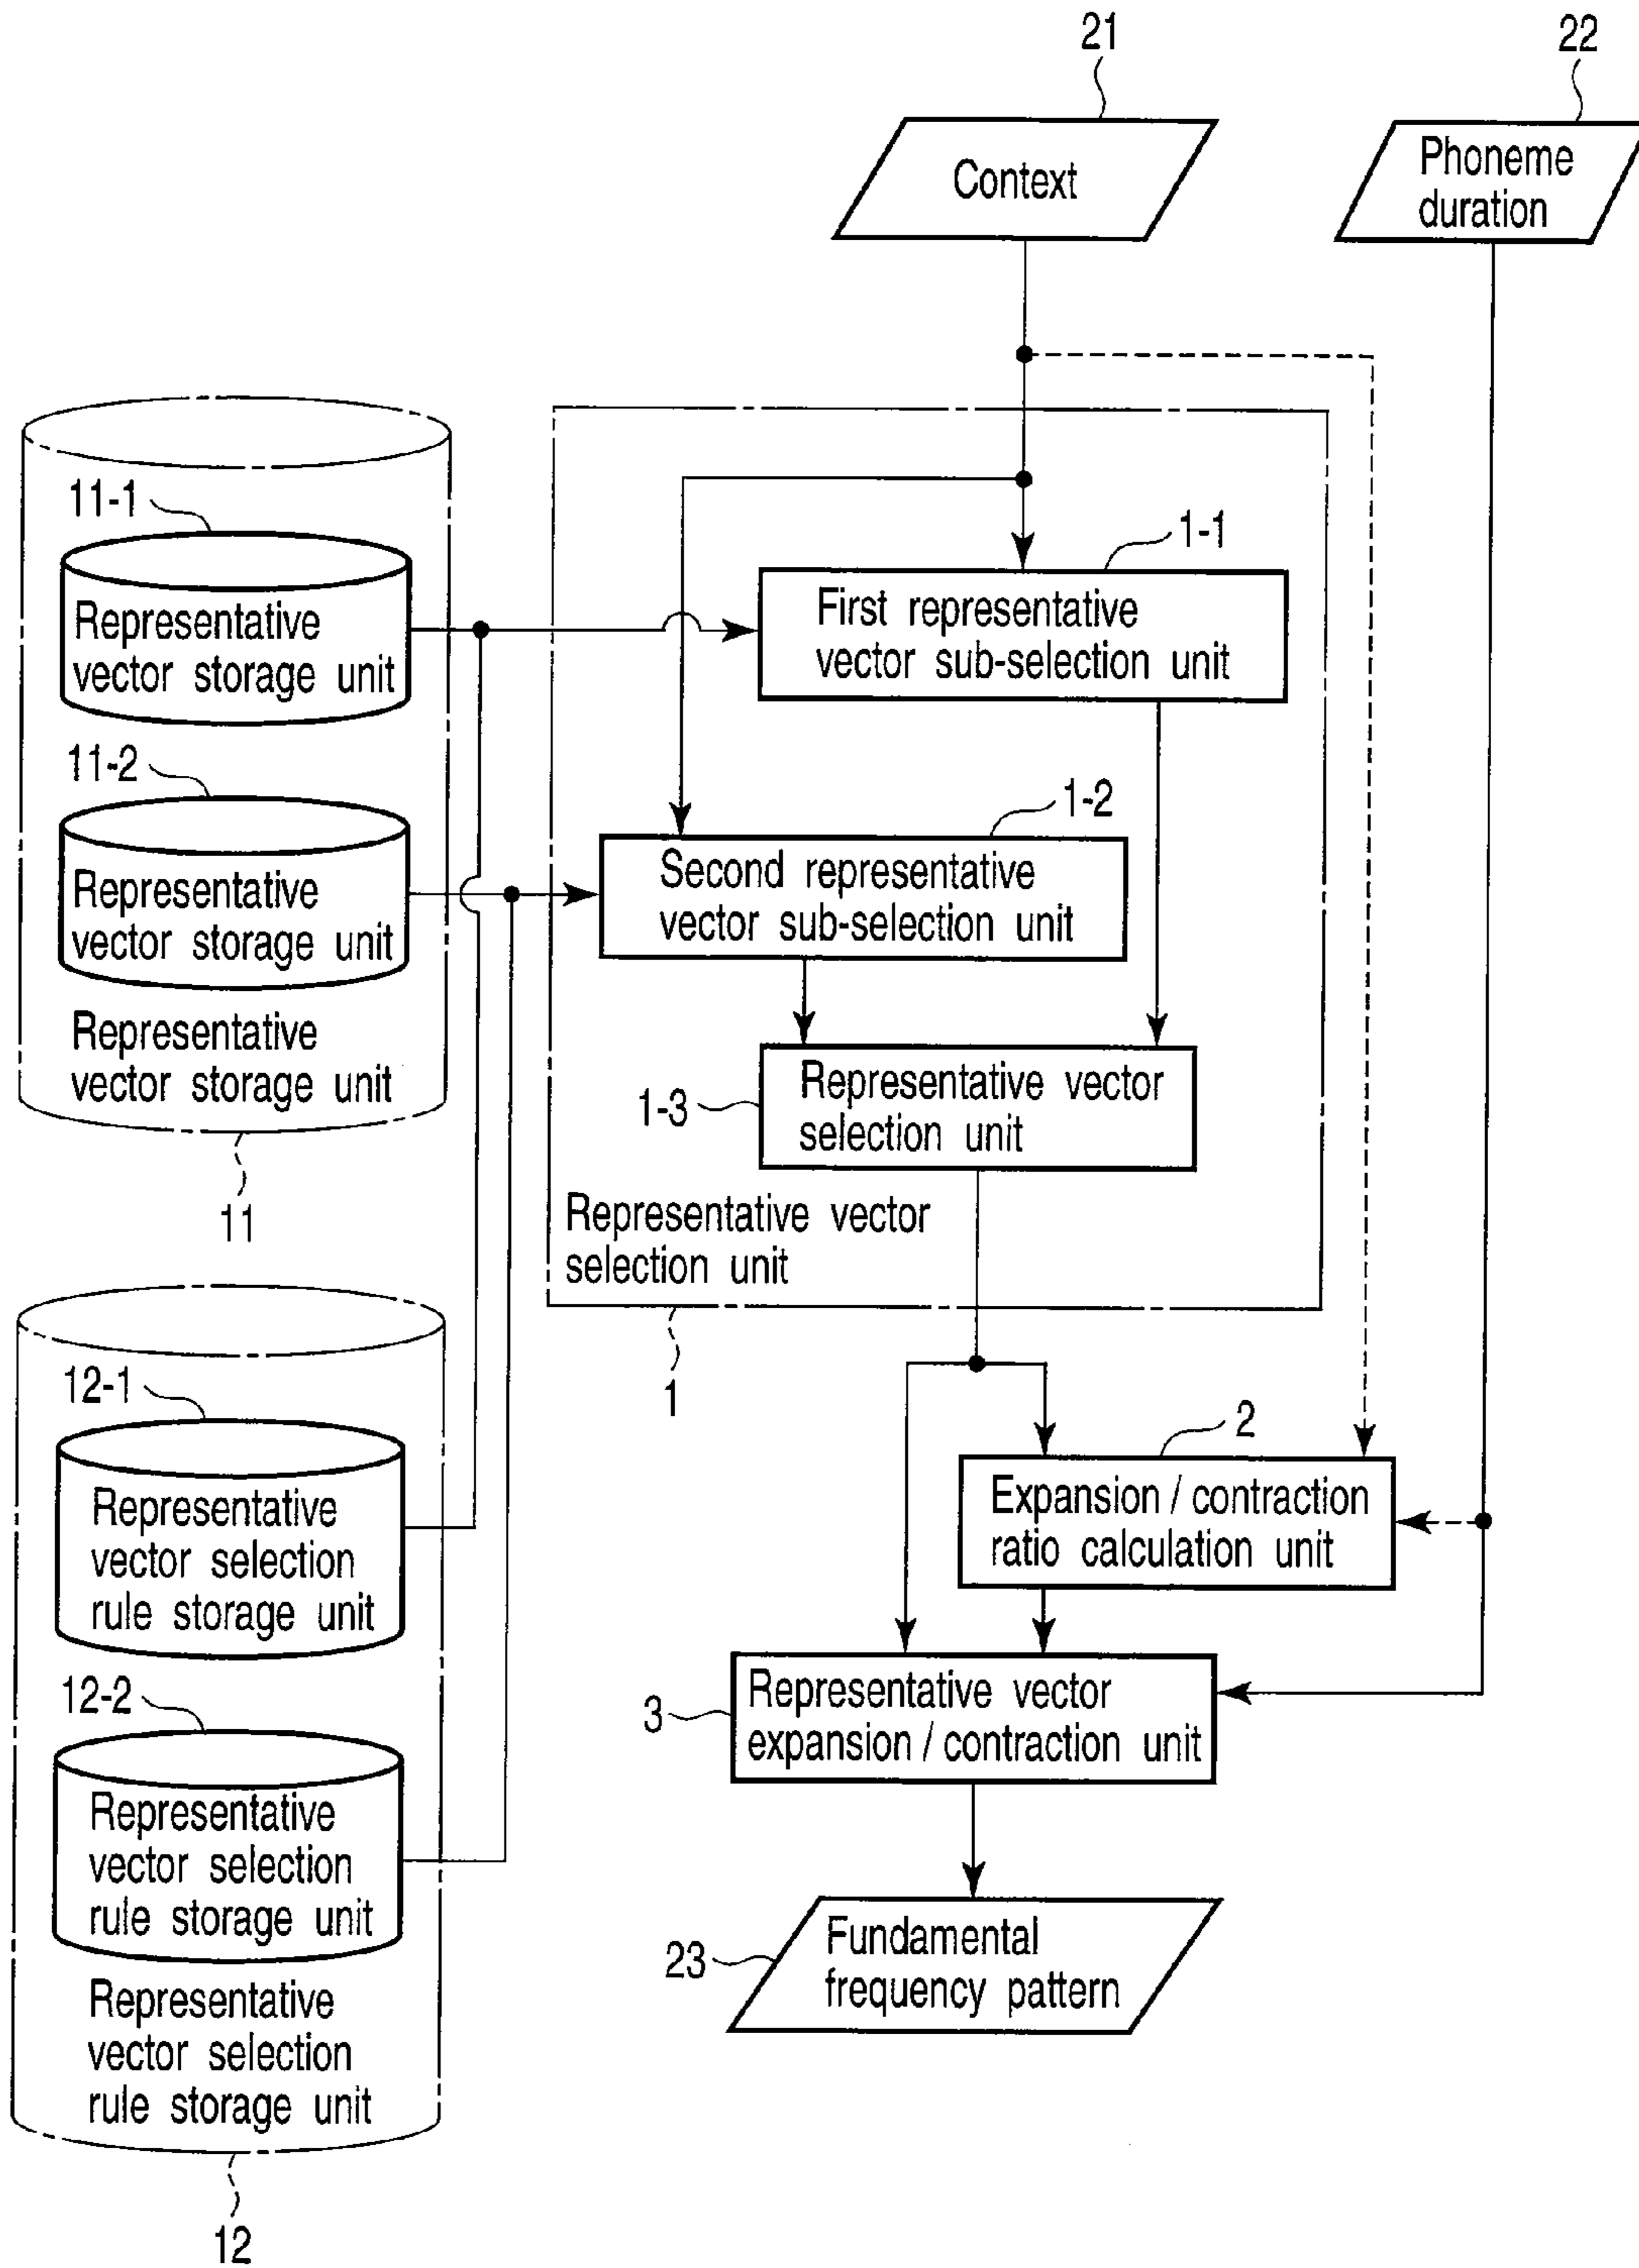 21
22
Context
Phoneme
duration
11-1
Representative
vector storage unit
11-2
Representative
vector storage unit
Representative
vector storage unit
11
1-1
First representative
vector sub-selection unit
1-2
Second representative
vector sub-selection unit
1-3
Representative vector
selection unit
Representative vector
selection unit
1
12-1
Representative
vector selection
rule storage unit
12-2
Representative
vector selection
rule storage unit
Representative
vector selection
rule storage unit
12
2
Expansion / contraction
ratio calculation unit
3
Representative vector
expansion / contraction unit
23
Fundamental
frequency pattern